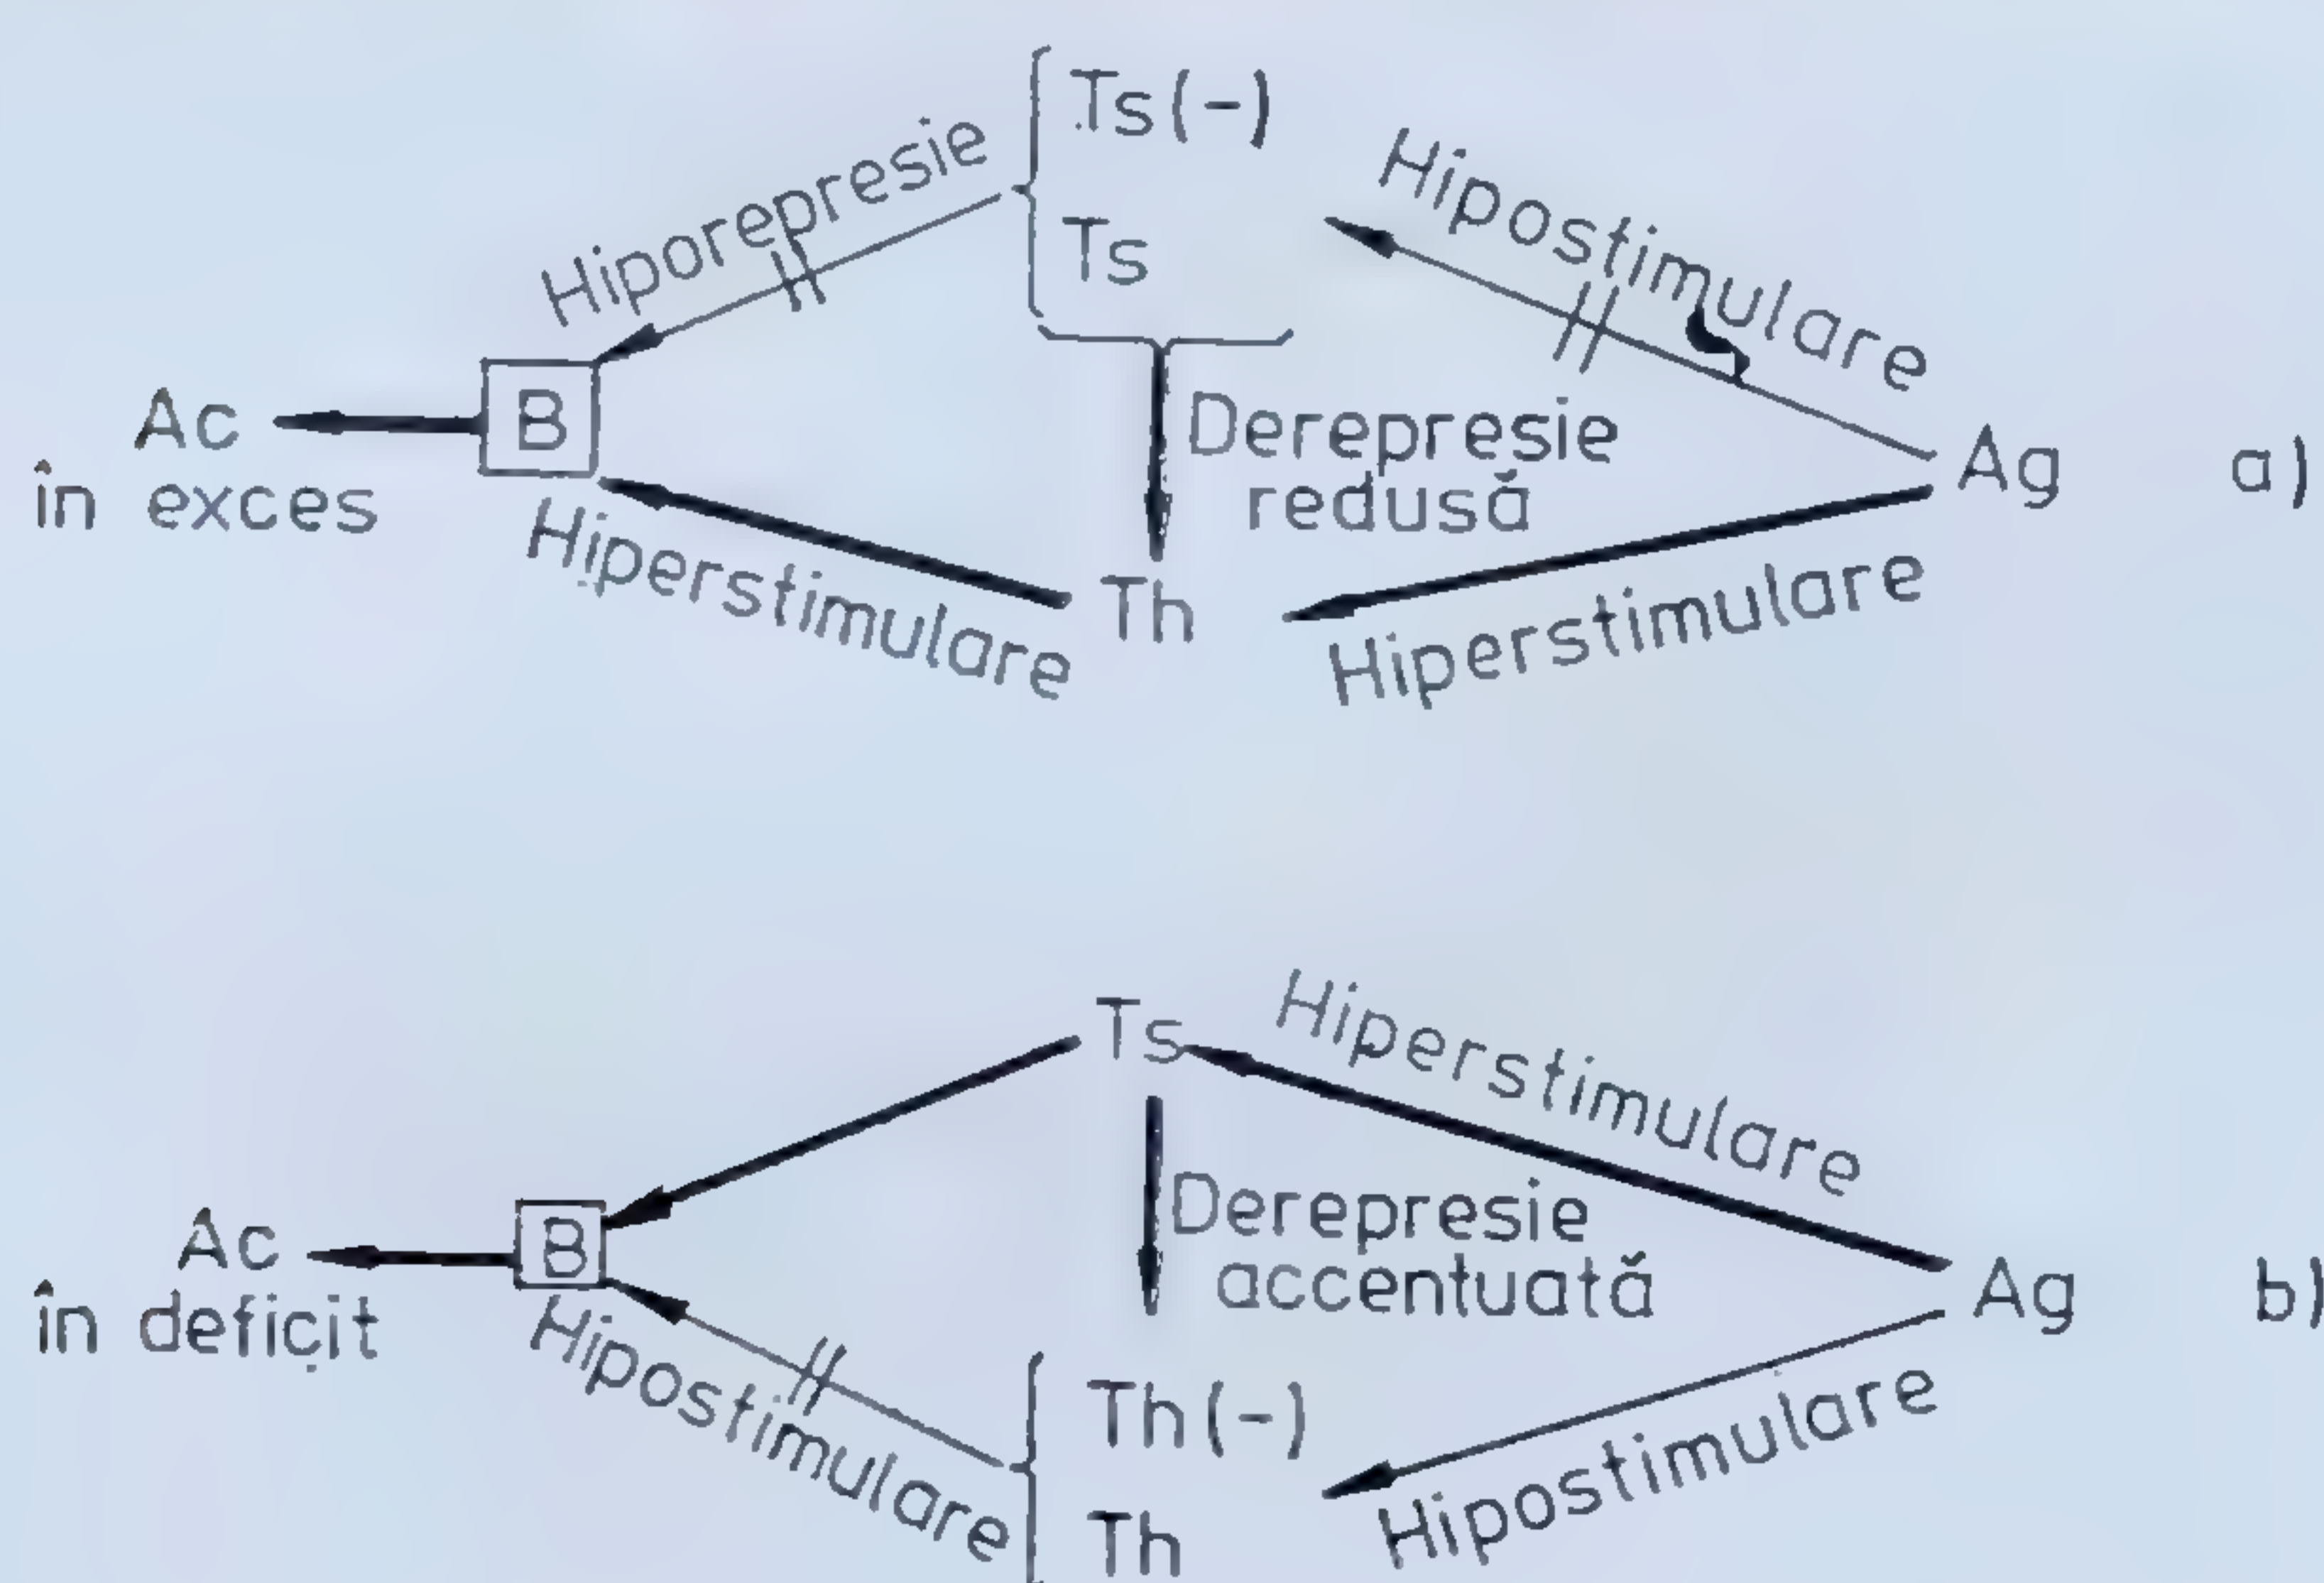 Ts (-)
Hiporepresie
Hipostimulare
Ts
Ac
în exces
B
Derepresie
redusă
Ag
a)
Hiperstimulare
Th
Hiperstimulare
Ts
Hiperstimulare
Ac
în deficit
B
Derepresie
accentuată
Ag
b)
Hipostimulare
Th (-)
Th
Hipostimulare